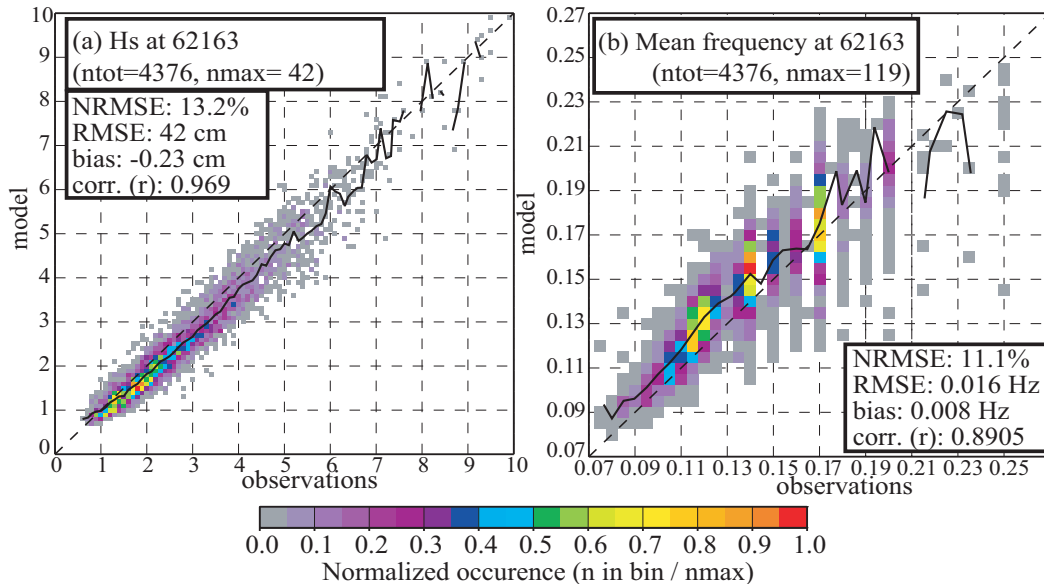 (a) Hs at 62163
(ntot=4376, nmax= 42)
NRMSE: 13.2%
RMSE: 42 cm
bias: -0.23 cm
corr. (r): 0.969
model
10
9
8
7
6
5
4
3
2
1
0
0 1 2 3 4 5 6 7 8 9 10
observations
(b) Mean frequency at 62163
(ntot=4376, nmax=119)
NRMSE: 11.1%
RMSE: 0.016 Hz
bias: 0.008 Hz
corr. (r): 0.8905
model
0.27
0.25
0.23
0.21
0.19
0.17
0.15
0.13
0.11
0.09
0.07
0.07 0.09 0.11 0.13 0.15 0.17 0.19 0.21 0.23 0.25
observations
0.0 0.1 0.2 0.3 0.4 0.5 0.6 0.7 0.8 0.9 1.0
Normalized occurence (n in bin / nmax)